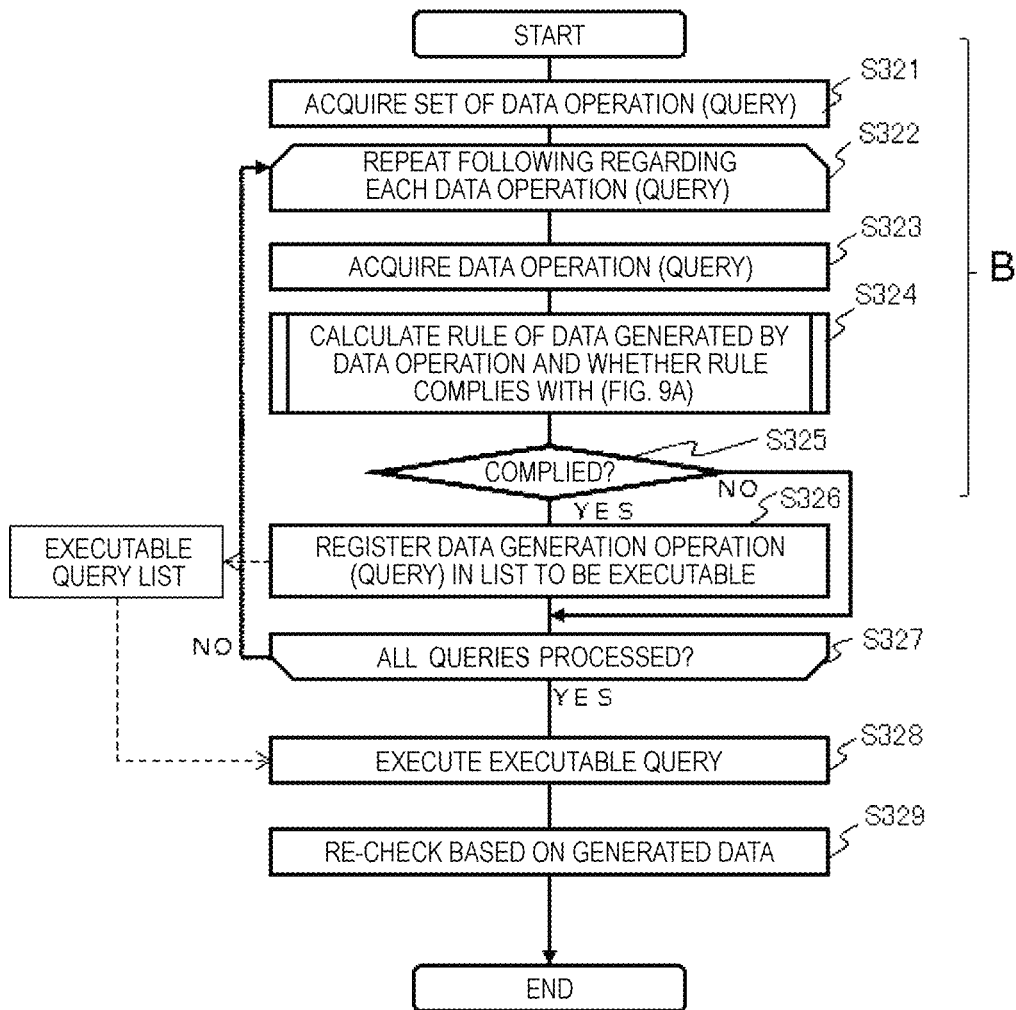 START
S321
ACQUIRE SET OF DATA OPERATION (QUERY)
S322
REPEAT FOLLOWING REGARDING
EACH DATA OPERATION (QUERY)
S323
ACQUIRE DATA OPERATION (QUERY)
B
S324
CALCULATE RULE OF DATA GENERATED BY
DATA OPERATION AND WHETHER RULE
COMPLIES WITH (FIG. 9A)
S325
COMPLIED?
NO
YES
S326
EXECUTABLE
QUERY LIST
REGISTER DATA GENERATION OPERATION
(QUERY) IN LIST TO BE EXECUTABLE
NO
S327
ALL QUERIES PROCESSED?
YES
S328
EXECUTE EXECUTABLE QUERY
S329
RE-CHECK BASED ON GENERATED DATA
END